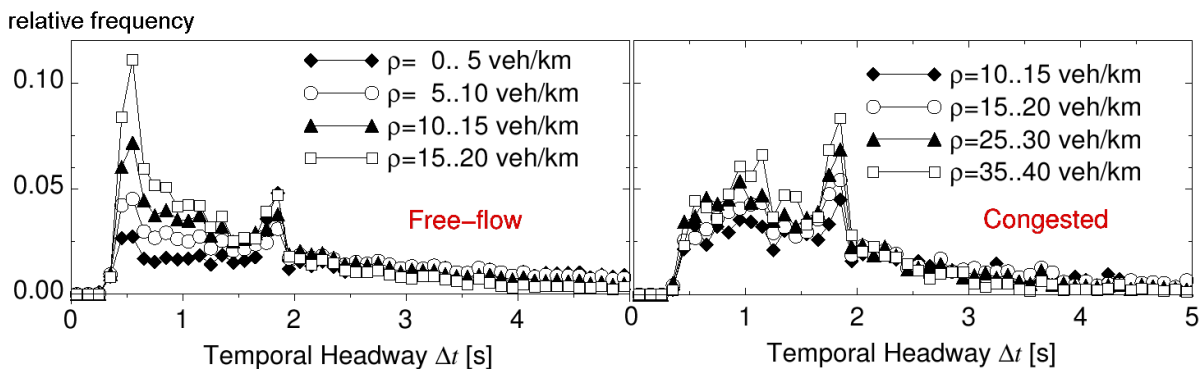 relative frequency
0.10
0.05
0.00
ρ= 0.. 5 veh/km
ρ= 5..10 veh/km
ρ=10..15 veh/km
ρ=15..20 veh/km
Free−flow
0 1 2 3 4
Temporal Headway Δt [s]
ρ=10..15 veh/km
ρ=15..20 veh/km
ρ=25..30 veh/km
ρ=35..40 veh/km
Congested
0 1 2 3 4 5
Temporal Headway Δt [s]